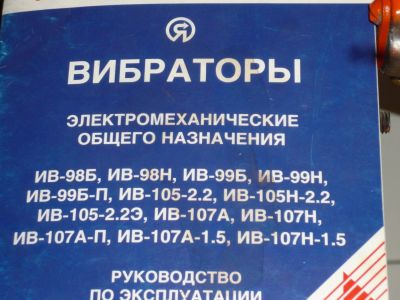 ВИБРАТОРЫ
ЭЛЕКТРОМЕХАНИЧЕСКИЕ
ОБЩЕГО НАЗНАЧЕНИЯ
ИВ-98Б, ИВ-98Н, ИВ-99Б, ИВ-99Н,
ИВ-99Б-П, ИВ-105-2.2, ИВ-105Н-2.2,
ИВ-105-2.2Э, ИВ-107А, ИВ-107Н,
ИВ-107А-П, ИВ-107А-1.5, ИВ-107Н-1.5
РУКОВОДСТВО
ПО ЭКСПЛУАТАЦИИ